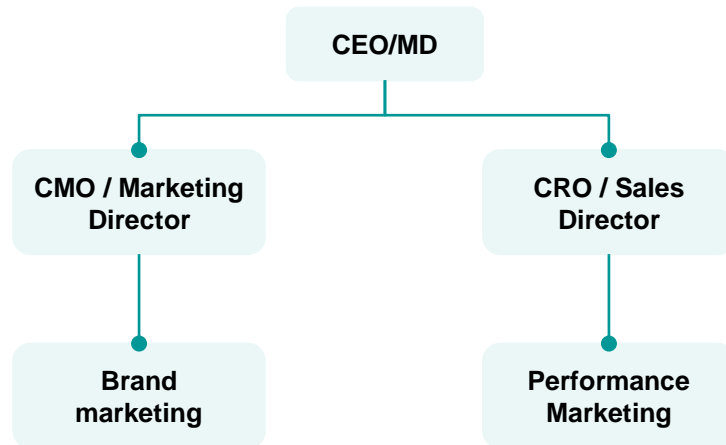 CEO/MD
CMO / Marketing
Director
CRO / Sales
Director
Brand
marketing
Performance
Marketing